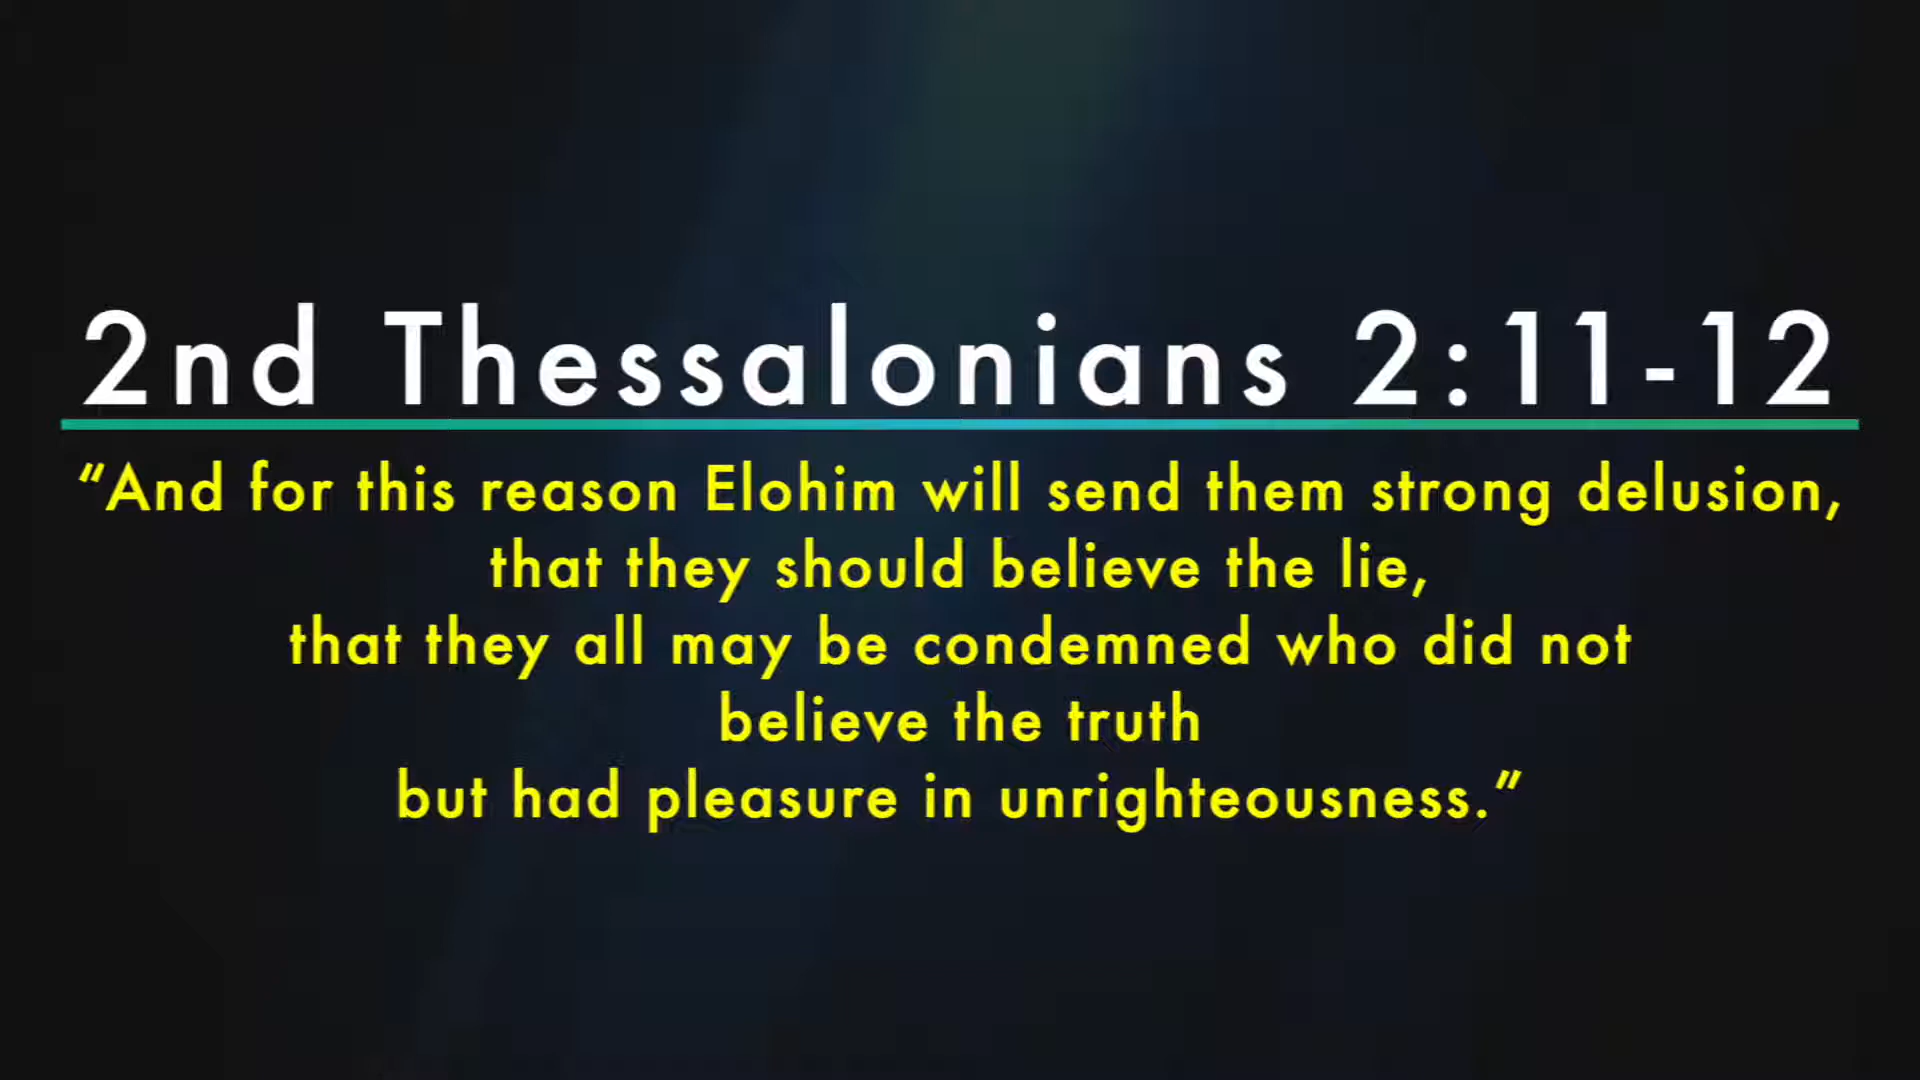 2nd Thessalonians 2:11-12
“And for this reason Elohim will send them strong delusion,
that they should believe the lie,
that they all may be condemned who did not
believe the truth
but had pleasure in unrighteousness.”